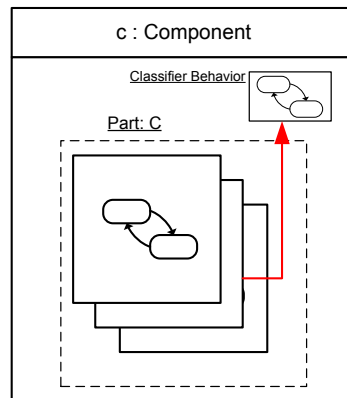 c : Component
Classifier Behavior
Part: C